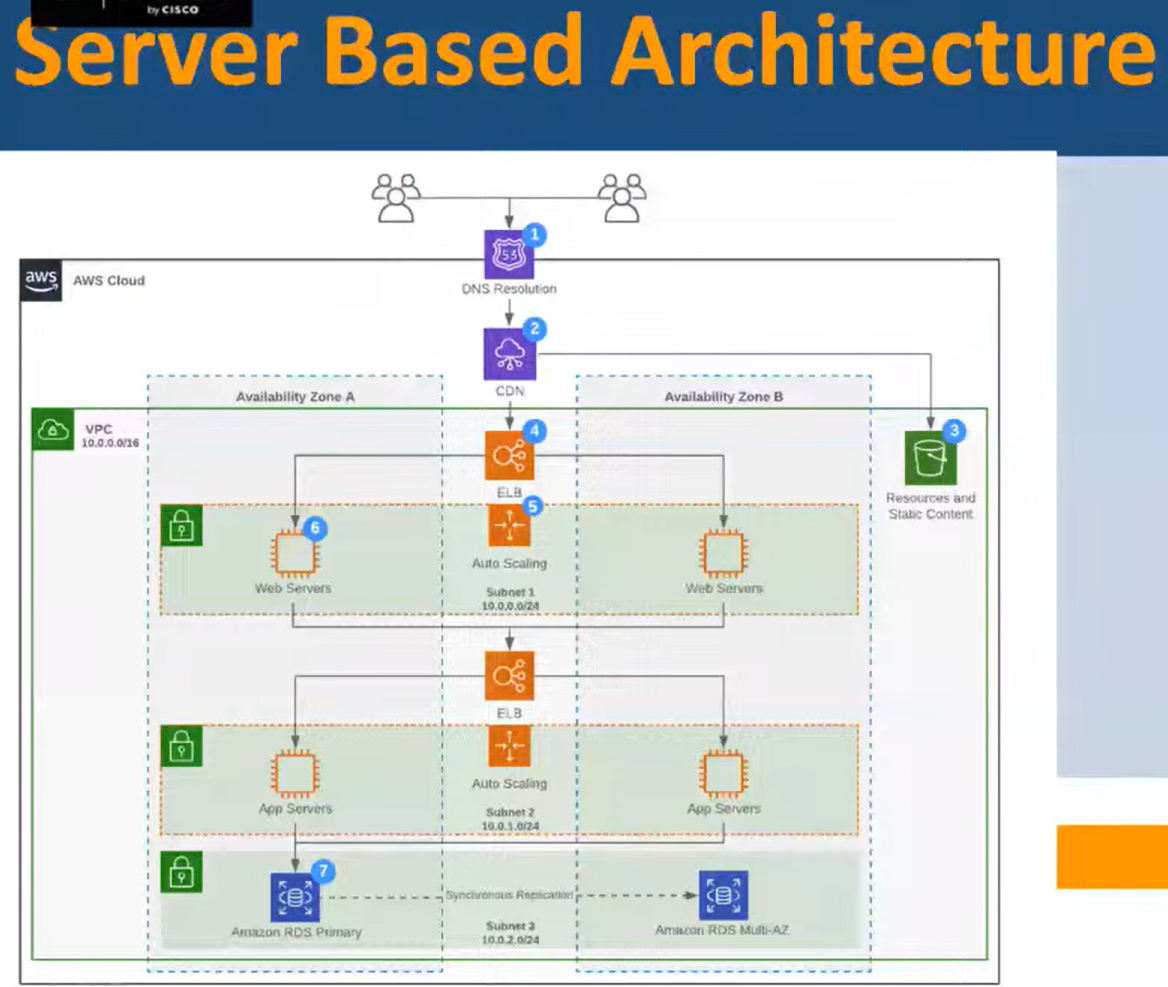 by CISCO
Server Based Architecture
1
53
DNS Resolution
aws
AWS Cloud
2
CDN
Availability Zone A
Availability Zone B
VPC
10.0.0.0/16
4
3
ELB
Resources and
Static Content
5
6
Auto Scaling
Web Servers
Web Servers
Subnet 1
10.0.0.0/24
ELB
Auto Scaling
App Servers
App Servers
Subnet 2
10.0.1.0/24
7
Synchronous Replication
Amazon RDS Primary
Amazon RDS Multi-AZ
Subnet 3
10.0.2.0/24